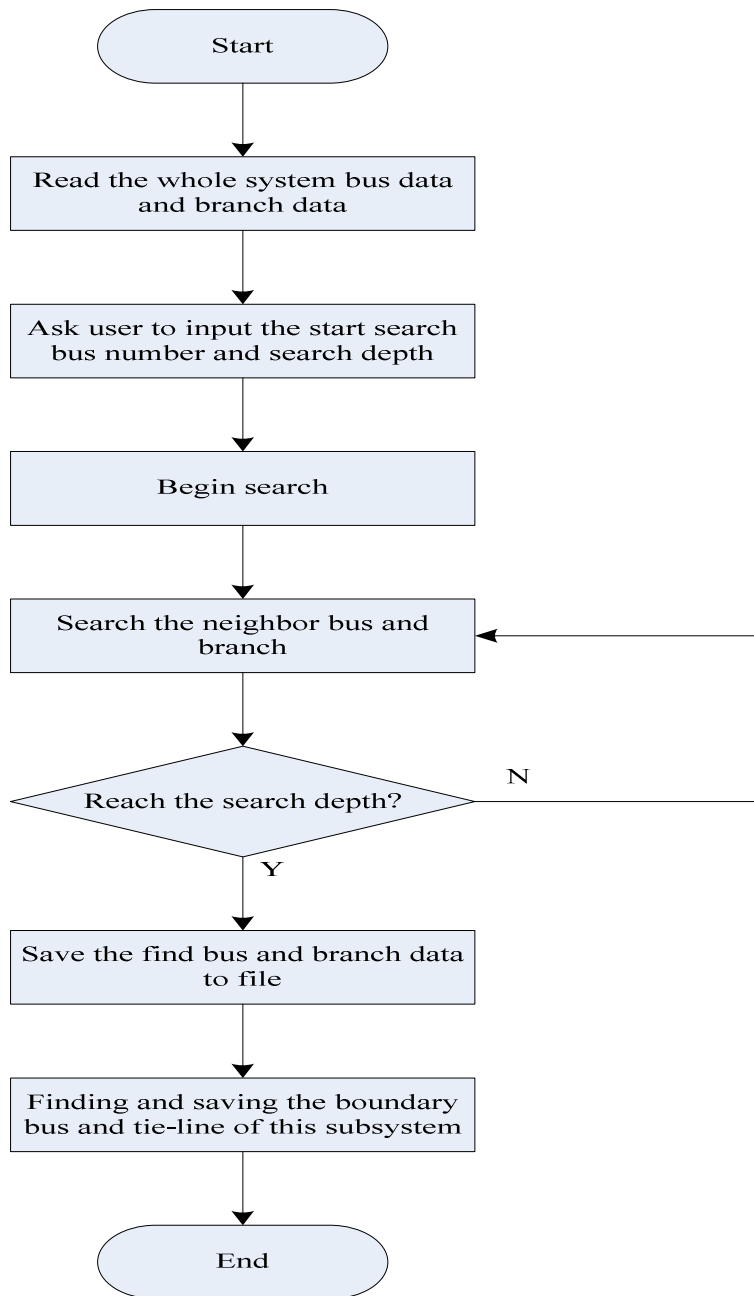 Start
Read the whole system bus data
and branch data
Ask user to input the start search
bus number and search depth
Begin search
Search the neighbor bus and
branch
Reach the search depth?
N
Y
Save the find bus and branch data
to file
Finding and saving the boundary
bus and tie-line of this subsystem
End